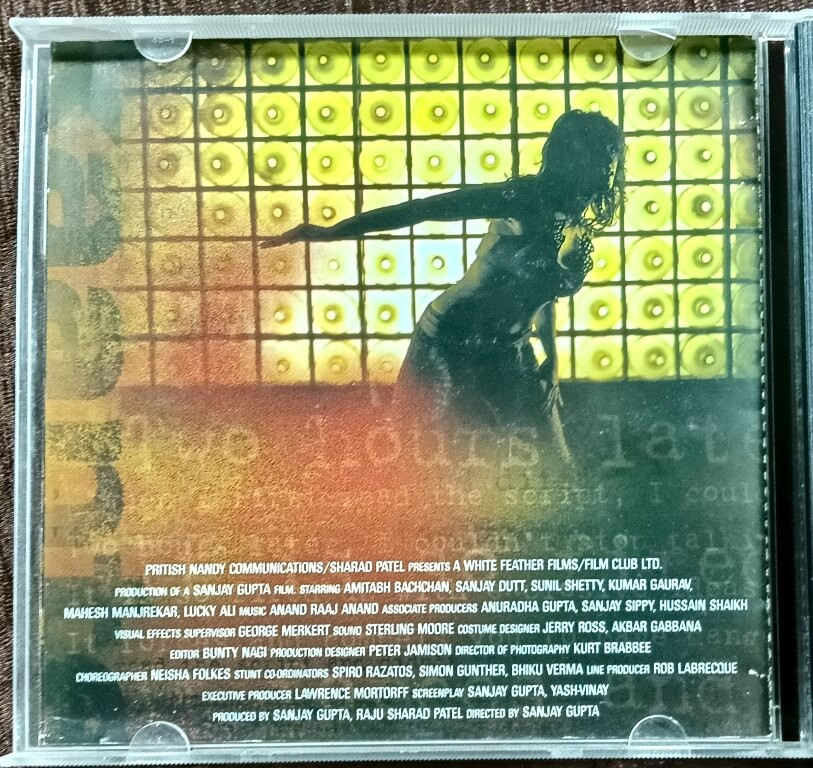 Two hours late
read the script, I coul
I couldn't stop
PRITISH NANDY COMMUNICATIONS/SHARAD PATEL PRESENTS A WHITE FEATHER FILMS/FILM CLUB LTD.
PRODUCTION OF A SANJAY GUPTA FILM. STARRING AMITABH BACHCHAN, SANJAY DUTT, SUNIL SHETTY, KUMAR GAURAV,
MAHESH MANJREKAR, LUCKY ALI MUSIC ANAND RAAJ ANAND ASSOCIATE PRODUCERS ANURADHA GUPTA, SANJAY SIPPY, HUSSAIN SHAIKH
VISUAL EFFECTS SUPERVISOR GEORGE MERKERT SOUND STERLING MOORE COSTUME DESIGNER JERRY ROSS, AKBAR GABBANA
EDITOR BUNTY NAGI PRODUCTION DESIGNER PETER JAMISON DIRECTOR OF PHOTOGRAPHY KURT BRABBEE
CHOREOGRAPHER NEISHA FOLKES STUNT CO-ORDINATORS SPIRO RAZATOS, SIMON GUNTHER, BHIKU VERMA LINE PRODUCER ROB LABRECQUE
EXECUTIVE PRODUCER LAWRENCE MORTORFF SCREENPLAY SANJAY GUPTA, YASH-VINAY
PRODUCED BY SANJAY GUPTA, RAJU SHARAD PATEL DIRECTED BY SANJAY GUPTA